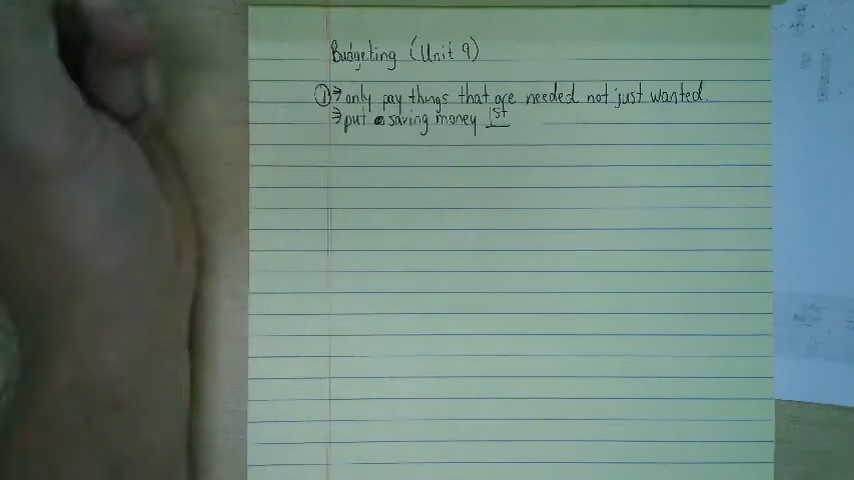 Budgeting (Unit 9)
① → only pay things that are needed not just wanted.
→ put saving money 1st